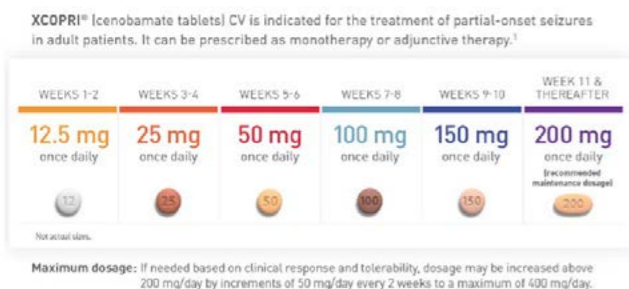 XCOPRI® (cenobamate tablets) CV is indicated for the treatment of partial-onset seizures
in adult patients. It can be prescribed as monotherapy or adjunctive therapy.¹
WEEKS 1-2
12.5 mg
once daily
12
WEEKS 3-4
25 mg
once daily
25
WEEKS 5-6
50 mg
once daily
50
WEEKS 7-8
100 mg
once daily
100
WEEKS 9-10
150 mg
once daily
150
WEEK 11 &
THEREAFTER
200 mg
once daily
(recommended
maintenance dosage)
200
Not actual sizes.
Maximum dosage: If needed based on clinical response and tolerability, dosage may be increased above
200 mg/day by increments of 50 mg/day every 2 weeks to a maximum of 400 mg/day.